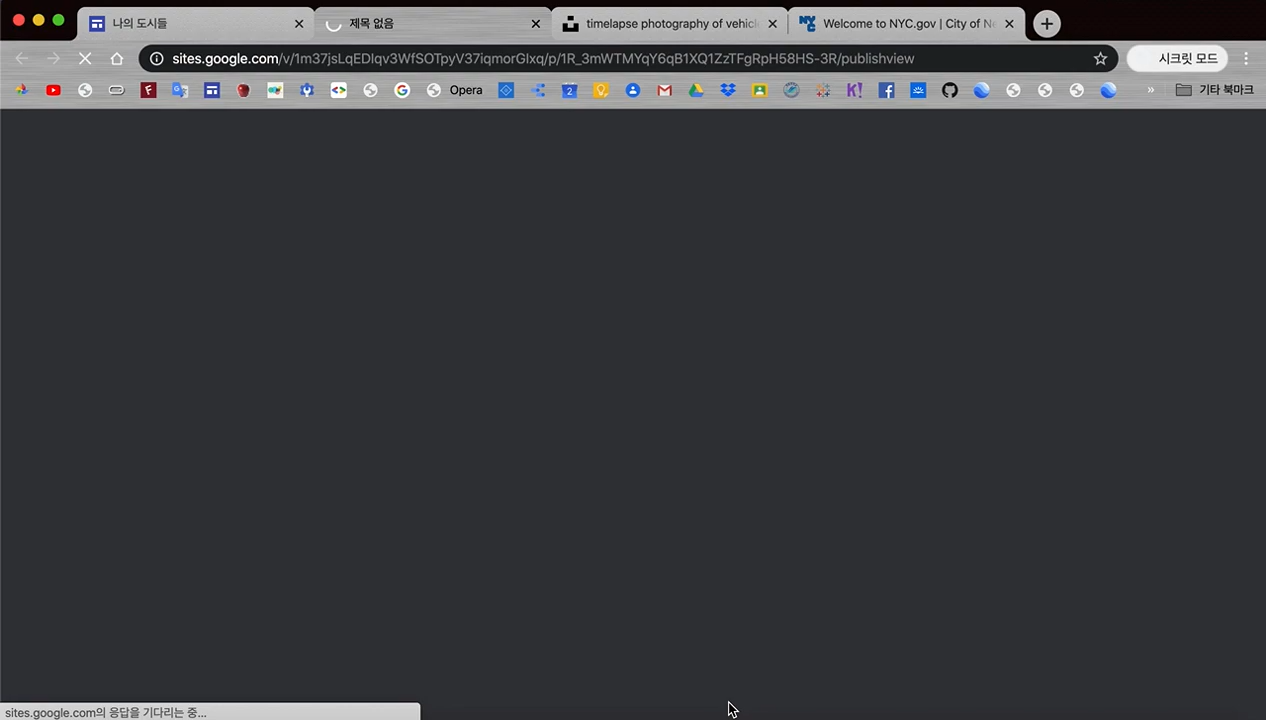 나의 도시들
제목 없음
timelapse photography of vehicl
Welcome to NYC.gov | City of Ne
sites.google.com/v/1m37jsLqEDlqv3WfSOTpyV37iqmorGlxq/p/1R_3mWTMYqY6qB1XQ1ZzTFgRpH58HS-3R/publishview
시크릿 모드
Opera
기타 북마크
sites.google.com의 응답을 기다리는 중...